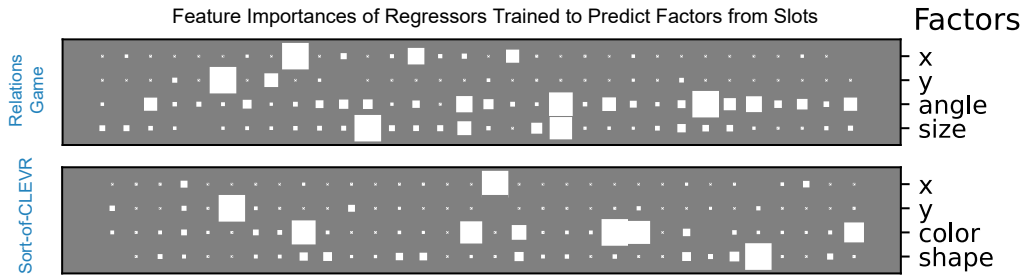 Feature Importances of Regressors Trained to Predict Factors from Slots
Factors
Relations
Game
x
y
angle
size
Sort-of-CLEVR
x
y
color
shape